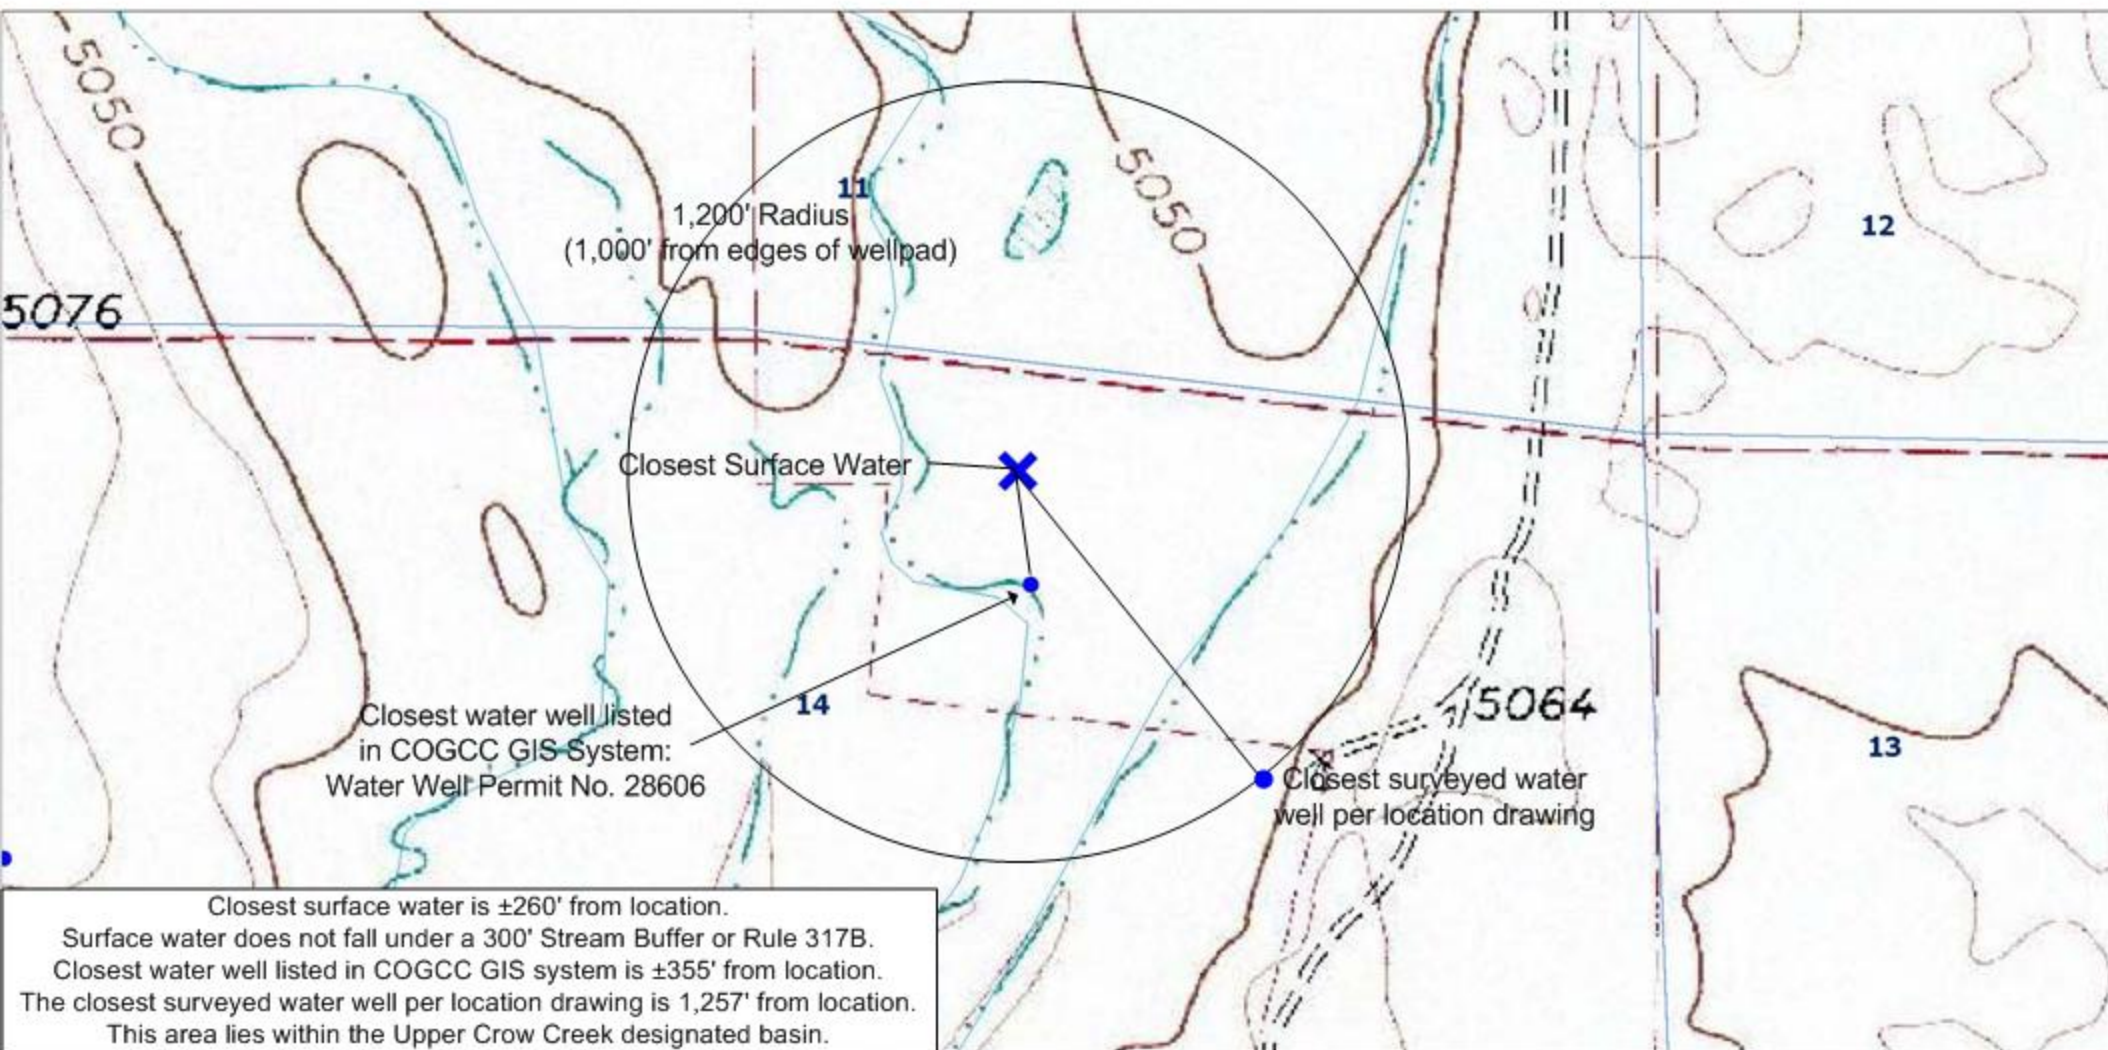 5050
11
1,200' Radius
(1,000' from edges of wellpad)
5050
12
5076
Closest Surface Water
14
5064
Closest water well listed
in COGCC GIS System:
Water Well Permit No. 28606
13
Closest surveyed water
well per location drawing
Closest surface water is ±260' from location.
Surface water does not fall under a 300' Stream Buffer or Rule 317B.
Closest water well listed in COGCC GIS system is ±355' from location.
The closest surveyed water well per location drawing is 1,257' from location.
This area lies within the Upper Crow Creek designated basin.